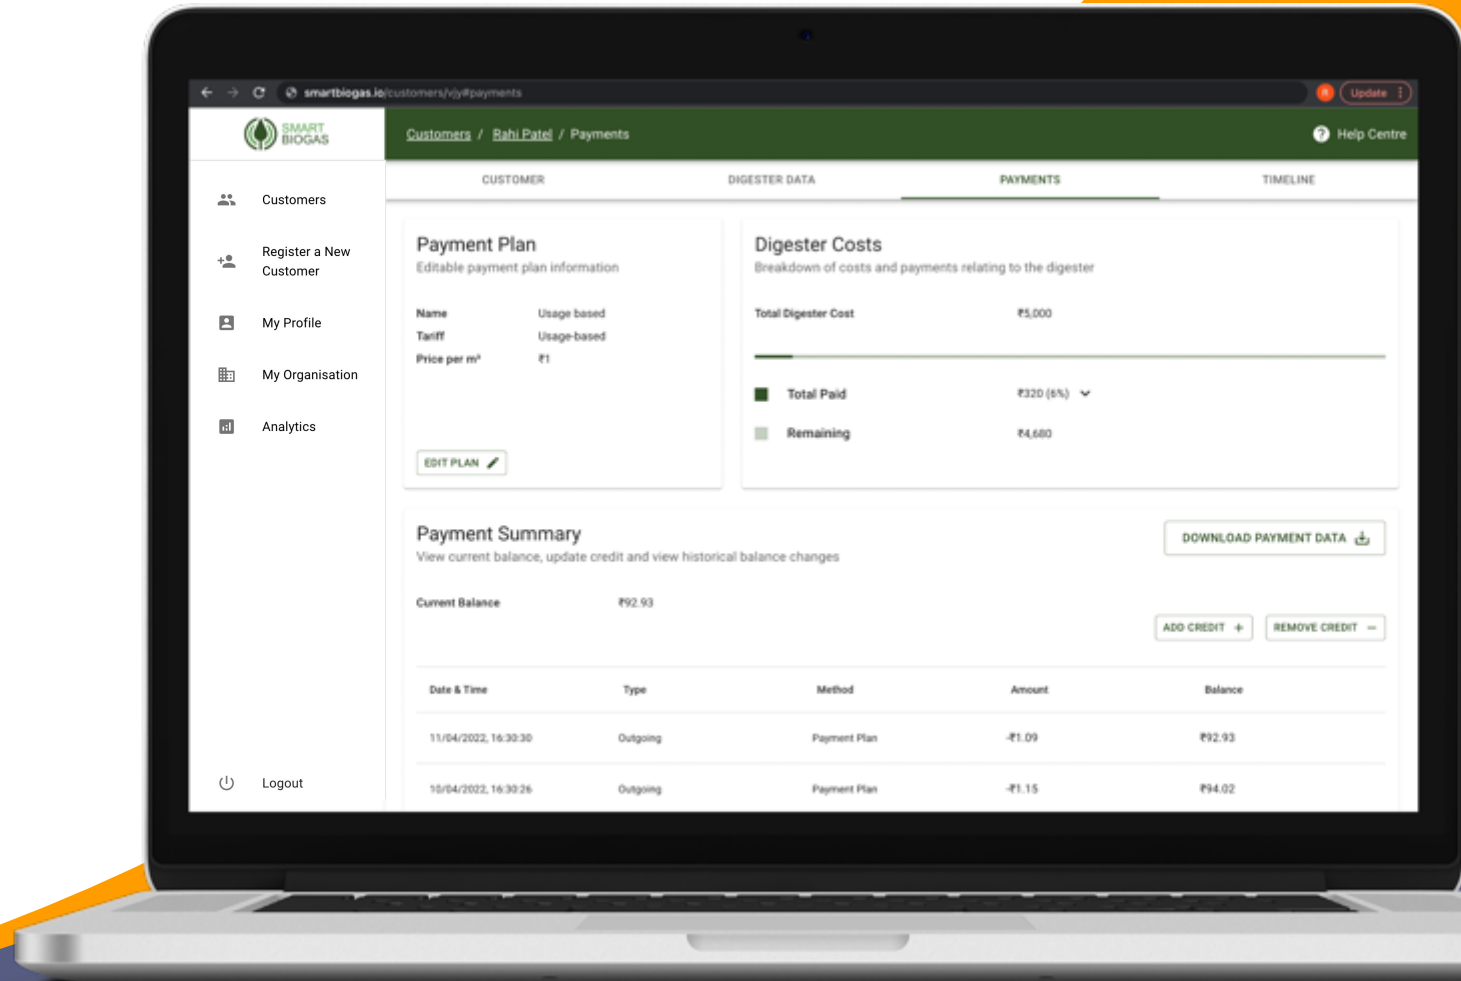 smartbiogas.io/customers/vjy#payments
R
Update
SMART
BIOGAS
Customers / Rahi Patel / Payments
? Help Centre
CUSTOMER
DIGESTER DATA
PAYMENTS
TIMELINE
Customers
Register a New
Customer
My Profile
My Organisation
Analytics
Logout
Payment Plan
Editable payment plan information
Name Usage based
Tariff Usage-based
Price per m³ ₹1
EDIT PLAN
Digester Costs
Breakdown of costs and payments relating to the digester
Total Digester Cost ₹5,000
Total Paid ₹320 (6%)
Remaining ₹4,680
Payment Summary
View current balance, update credit and view historical balance changes
DOWNLOAD PAYMENT DATA
Current Balance ₹92.93
ADD CREDIT +
REMOVE CREDIT −
Date & Time Type Method Amount Balance
11/04/2022, 16:30:30 Outgoing Payment Plan -₹1.09 ₹92.93
10/04/2022, 16:30:26 Outgoing Payment Plan -₹1.15 ₹94.02